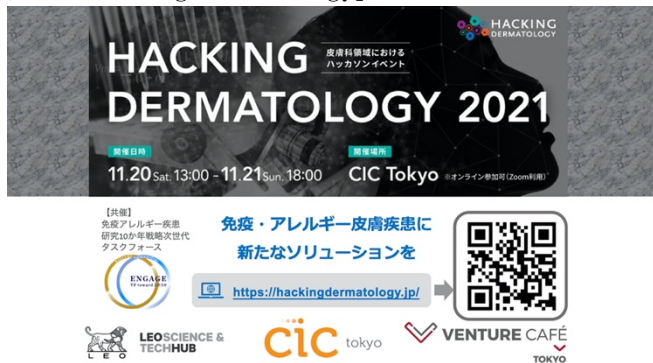 HACKING
DERMATOLOGY
HACKING 皮膚科領域における
ハッカソンイベント
DERMATOLOGY 2021
開催日時
11.20 Sat. 13:00 - 11.21 Sun. 18:00
開催場所
CIC Tokyo ※オンライン参加可(Zoom利用)
【共催】
免疫アレルギー疾患
研究10か年戦略次世代
タスクフォース
ENGAGE
TF toward 2030
免疫・アレルギー皮膚疾患に
新たなソリューションを
https://hackingdermatology.jp/
LEO
LEOSCIENCE &
TECHHUB
CiC tokyo
VENTURE CAFÉ
TOKYO